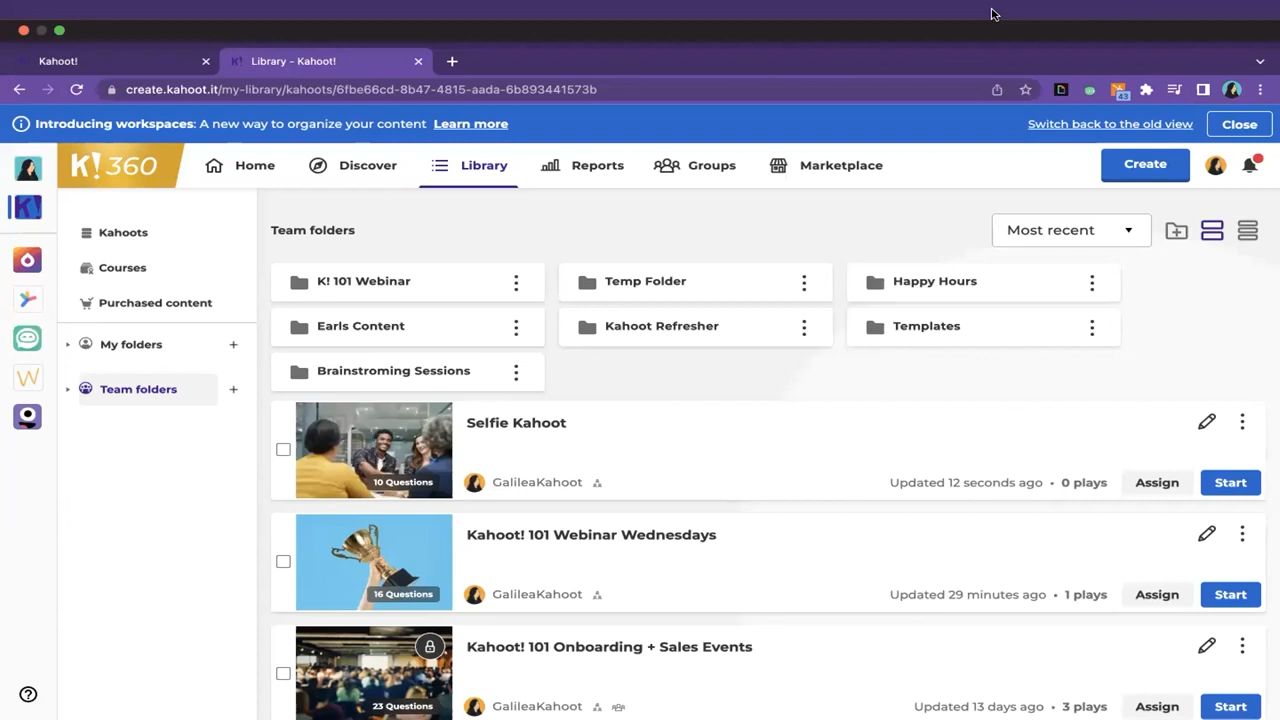 Kahoot!
Library – Kahoot!
create.kahoot.it/my-library/kahoots/6fbe66cd-8b47-4815-aada-6b893441573b
43
Introducing workspaces: A new way to organize your content Learn more
Switch back to the old view
Close
K! 360
Home
Discover
Library
Reports
Groups
Marketplace
Create
K!
Kahoots
Courses
Purchased content
My folders +
Team folders +
W
?
Team folders
Most recent
K! 101 Webinar
Temp Folder
Happy Hours
Earls Content
Kahoot Refresher
Templates
Brainstroming Sessions
Selfie Kahoot
10 Questions
GalileaKahoot
Updated 12 seconds ago • 0 plays
Assign
Start
Kahoot! 101 Webinar Wednesdays
16 Questions
GalileaKahoot
Updated 29 minutes ago • 1 plays
Assign
Start
Kahoot! 101 Onboarding + Sales Events
23 Questions
GalileaKahoot
Updated 13 days ago • 3 plays
Assign
Start